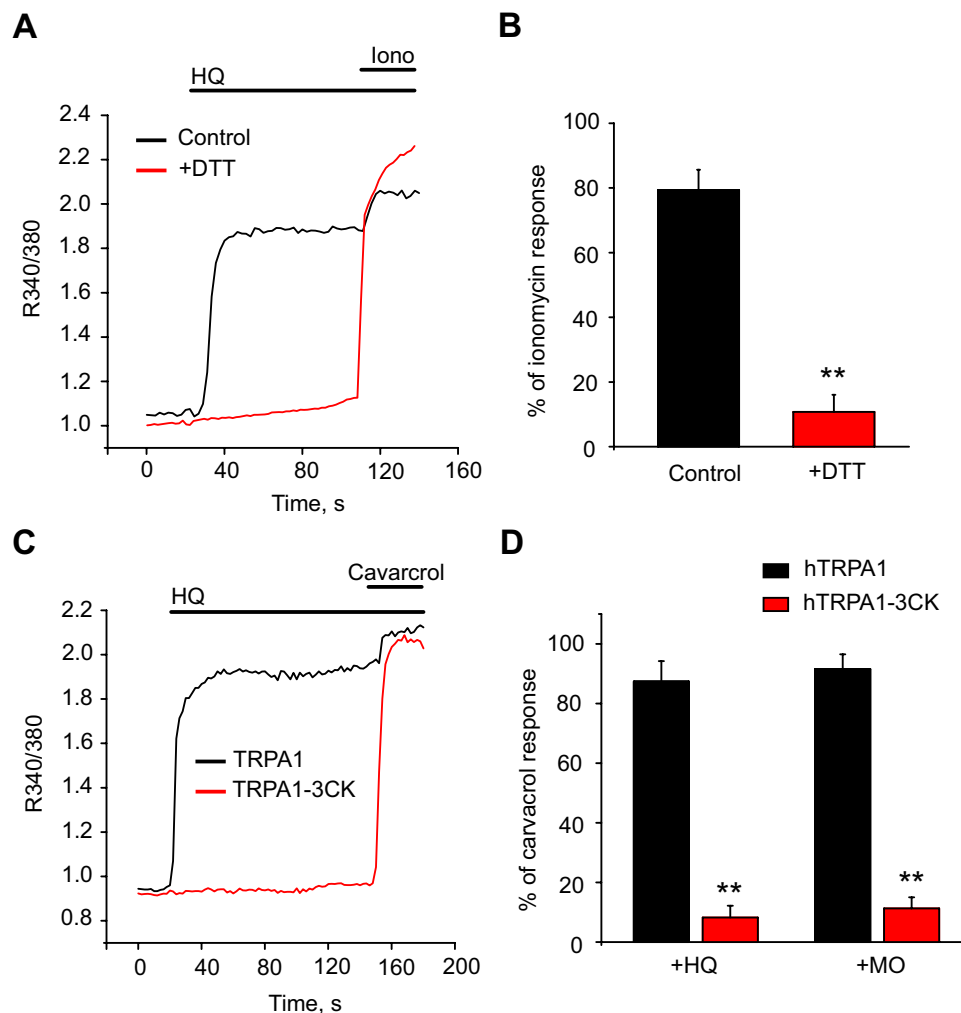 A
Iono
HQ
2.4
2.2
2.0
1.8
1.6
1.4
1.2
1.0
R340/380
Control
+DTT
0 40 80 120 160
Time, s
B
100
80
60
40
20
0
% of ionomycin response
**
Control +DTT
C
Cavarcrol
HQ
2.2
2.0
1.8
1.6
1.4
1.2
1.0
0.8
R340/380
TRPA1
TRPA1-3CK
0 40 80 120 160 200
Time, s
D
hTRPA1
hTRPA1-3CK
100
80
60
40
20
0
% of carvacrol response
** **
+HQ +MO